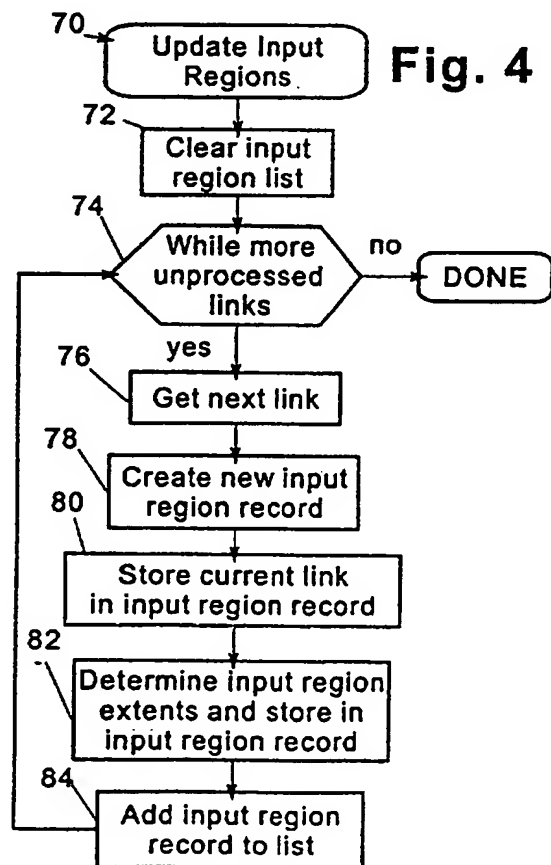 70
Update Input
Regions
Fig. 4
72
Clear input
region list
74
While more
unprocessed
links
no
DONE
yes
76
Get next link
78
Create new input
region record
80
Store current link
in input region record
82
Determine input region
extents and store in
input region record
84
Add input region
record to list